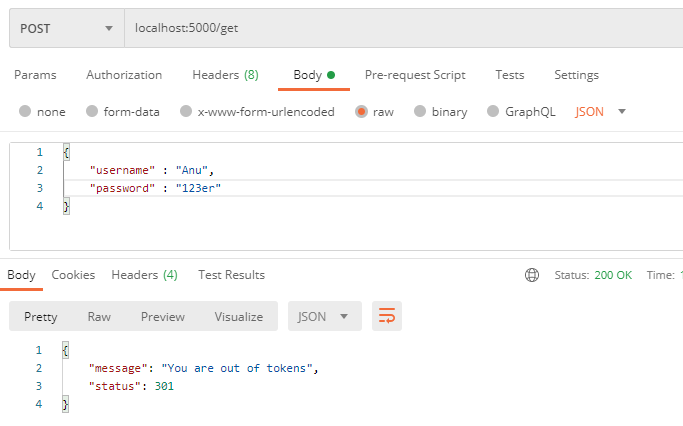 POST localhost:5000/get
Params Authorization Headers (8) Body Pre-request Script Tests Settings
none form-data x-www-form-urlencoded raw binary GraphQL JSON
1 {
2 "username" : "Anu",
3 "password" : "123er"
4 }
Body Cookies Headers (4) Test Results Status: 200 OK Time:
Pretty Raw Preview Visualize JSON
1 {
2 "message": "You are out of tokens",
3 "status": 301
4 }